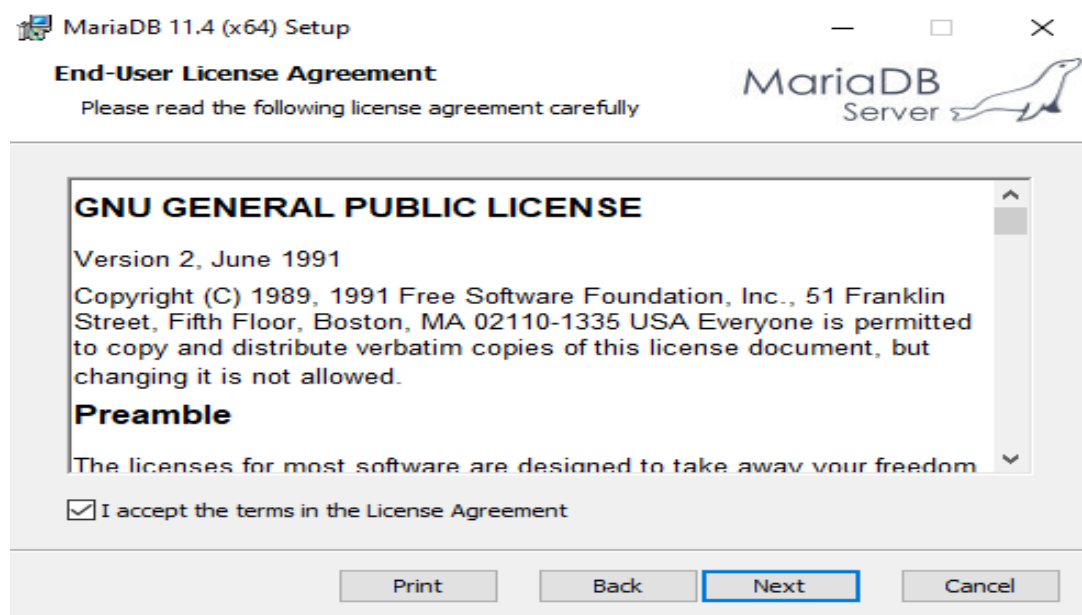 MariaDB 11.4 (x64) Setup
End-User License Agreement
Please read the following license agreement carefully
MariaDB
Server
GNU GENERAL PUBLIC LICENSE
Version 2, June 1991
Copyright (C) 1989, 1991 Free Software Foundation, Inc., 51 Franklin
Street, Fifth Floor, Boston, MA 02110-1335 USA Everyone is permitted
to copy and distribute verbatim copies of this license document, but
changing it is not allowed.
Preamble
The licenses for most software are designed to take away your freedom
I accept the terms in the License Agreement
Print
Back
Next
Cancel